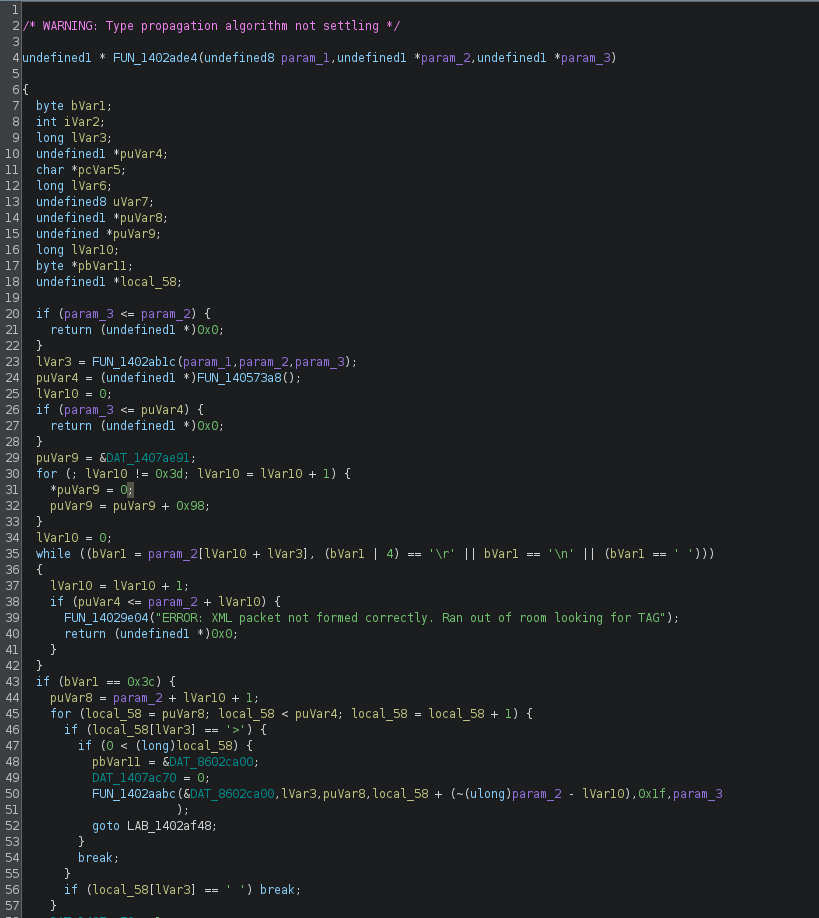 1
2 /* WARNING: Type propagation algorithm not settling */
3
4 undefined1 * FUN_1402ade4(undefined8 param_1,undefined1 *param_2,undefined1 *param_3)
5
6 {
7   byte bVar1;
8   int iVar2;
9   long lVar3;
10   undefined1 *puVar4;
11   char *pcVar5;
12   long lVar6;
13   undefined8 uVar7;
14   undefined1 *puVar8;
15   undefined *puVar9;
16   long lVar10;
17   byte *pbVar11;
18   undefined1 *local_58;
19
20   if (param_3 <= param_2) {
21     return (undefined1 *)0x0;
22   }
23   lVar3 = FUN_1402ab1c(param_1,param_2,param_3);
24   puVar4 = (undefined1 *)FUN_140573a8();
25   lVar10 = 0;
26   if (param_3 <= puVar4) {
27     return (undefined1 *)0x0;
28   }
29   puVar9 = &DAT_1407ae91;
30   for (; lVar10 != 0x3d; lVar10 = lVar10 + 1) {
31     *puVar9 = 0;
32     puVar9 = puVar9 + 0x98;
33   }
34   lVar10 = 0;
35   while ((bVar1 = param_2[lVar10 + lVar3], (bVar1 | 4) == '\r' || bVar1 == '\n' || (bVar1 == ' ')))
36   {
37     lVar10 = lVar10 + 1;
38     if (puVar4 <= param_2 + lVar10) {
39       FUN_14029e04("ERROR: XML packet not formed correctly. Ran out of room looking for TAG");
40       return (undefined1 *)0x0;
41     }
42   }
43   if (bVar1 == 0x3c) {
44     puVar8 = param_2 + lVar10 + 1;
45     for (local_58 = puVar8; local_58 < puVar4; local_58 = local_58 + 1) {
46       if (local_58[lVar3] == '>') {
47         if (0 < (long)local_58) {
48           pbVar11 = &DAT_8602ca00;
49           DAT_1407ac70 = 0;
50           FUN_1402aabc(&DAT_8602ca00,lVar3,puVar8,local_58 + (~(ulong)param_2 - lVar10),0x1f,param_3
51                       );
52           goto LAB_1402af48;
53         }
54         break;
55       }
56       if (local_58[lVar3] == ' ') break;
57     }